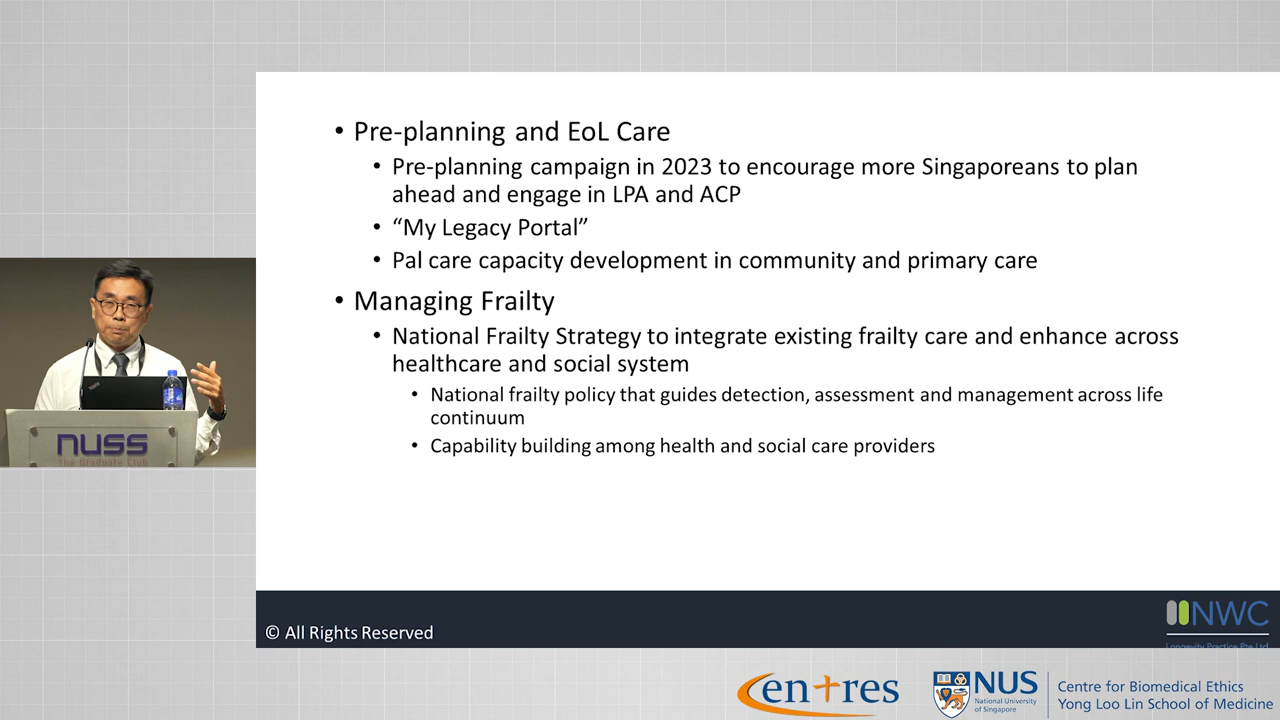 • Pre-planning and EoL Care
• Pre-planning campaign in 2023 to encourage more Singaporeans to plan
ahead and engage in LPA and ACP
• “My Legacy Portal”
• Pal care capacity development in community and primary care
• Managing Frailty
• National Frailty Strategy to integrate existing frailty care and enhance across
healthcare and social system
• National frailty policy that guides detection, assessment and management across life
continuum
• Capability building among health and social care providers
nuss
The Graduate Club
© All Rights Reserved
NWC
Longevity Practice Pte Ltd
centres
NUS
National University
of Singapore
Centre for Biomedical Ethics
Yong Loo Lin School of Medicine